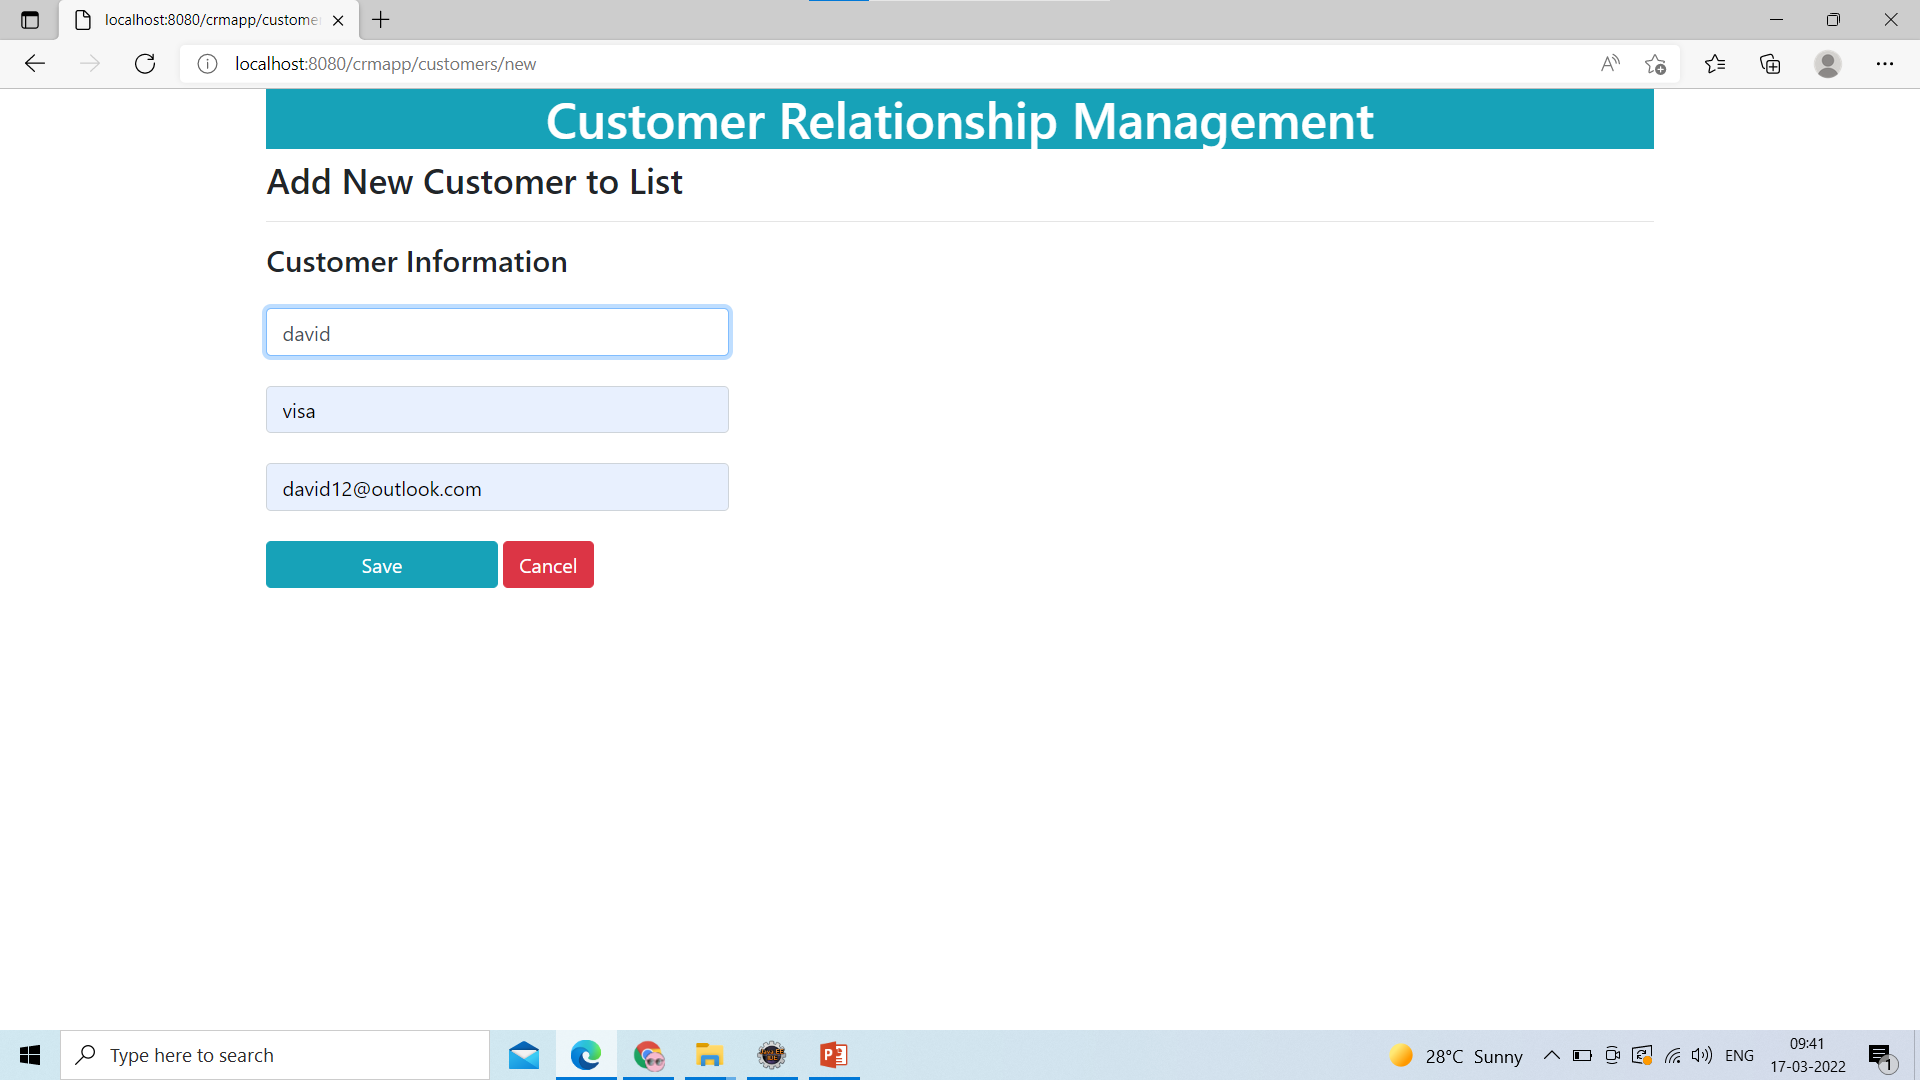 localhost:8080/crmapp/custome
localhost:8080/crmapp/customers/new
Customer Relationship Management
Add New Customer to List
Customer Information
david
visa
david12@outlook.com
Save Cancel
Type here to search
28°C Sunny
ENG
09:41
17-03-2022
1